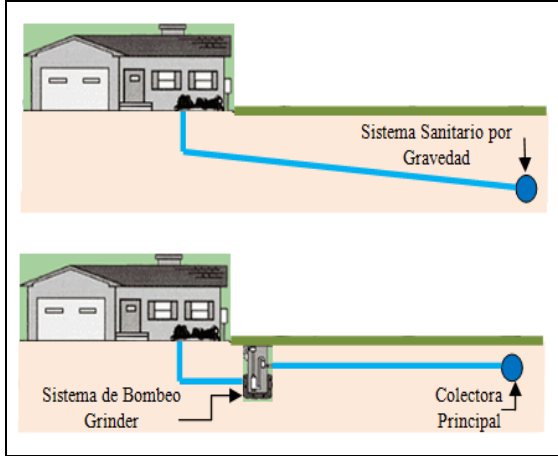 Sistema Sanitario por
Gravedad
Sistema de Bombeo
Grinder
Colectora
Principal